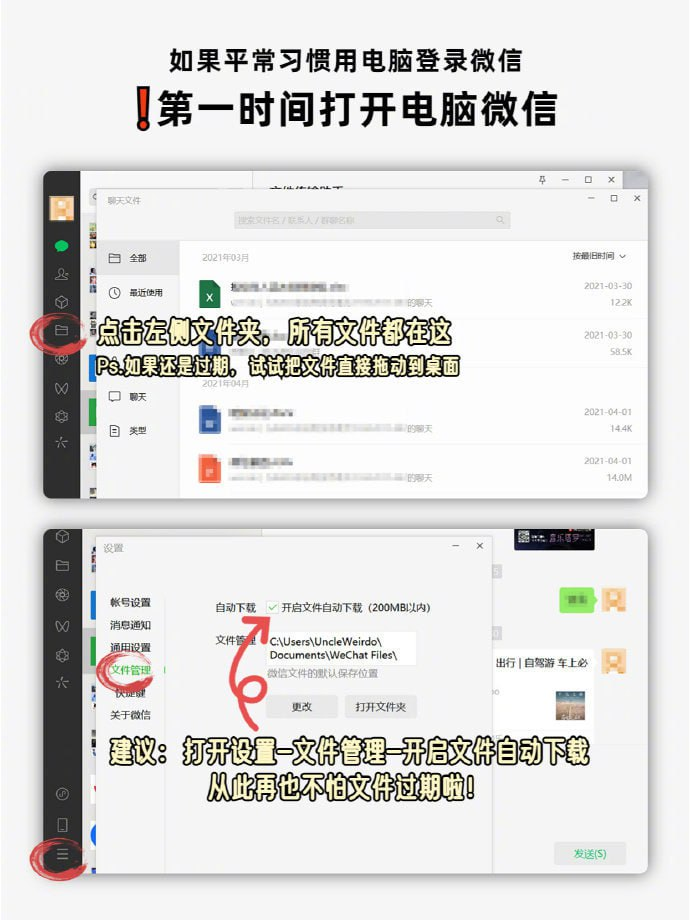 如果平常习惯用电脑登录微信
❗第一时间打开电脑微信
聊天文件
搜索文件名 / 联系人 / 群聊名称
全部
2021年03月
按最旧时间
最近使用
2021-03-30
的聊天
12.2K
点击左侧文件夹，所有文件都在这
2021-03-30
的聊天
58.5K
Ps.如果还是过期，试试把文件直接拖动到桌面
2021年04月
聊天
2021-04-01
的聊天
14.4K
类型
2021-04-01
的聊天
14.0M
设置
帐号设置
自动下载 开启文件自动下载（200MB以内）
消息通知
通用设置
文件管理
文件管理
C:\Users\UncleWeirdo\
Documents\WeChat Files\
微信文件的默认保存位置
快捷键
更改
打开文件夹
关于微信
出行 | 自驾游 车上必
建议：打开设置—文件管理—开启文件自动下载
从此再也不怕文件过期啦！
发送(S)